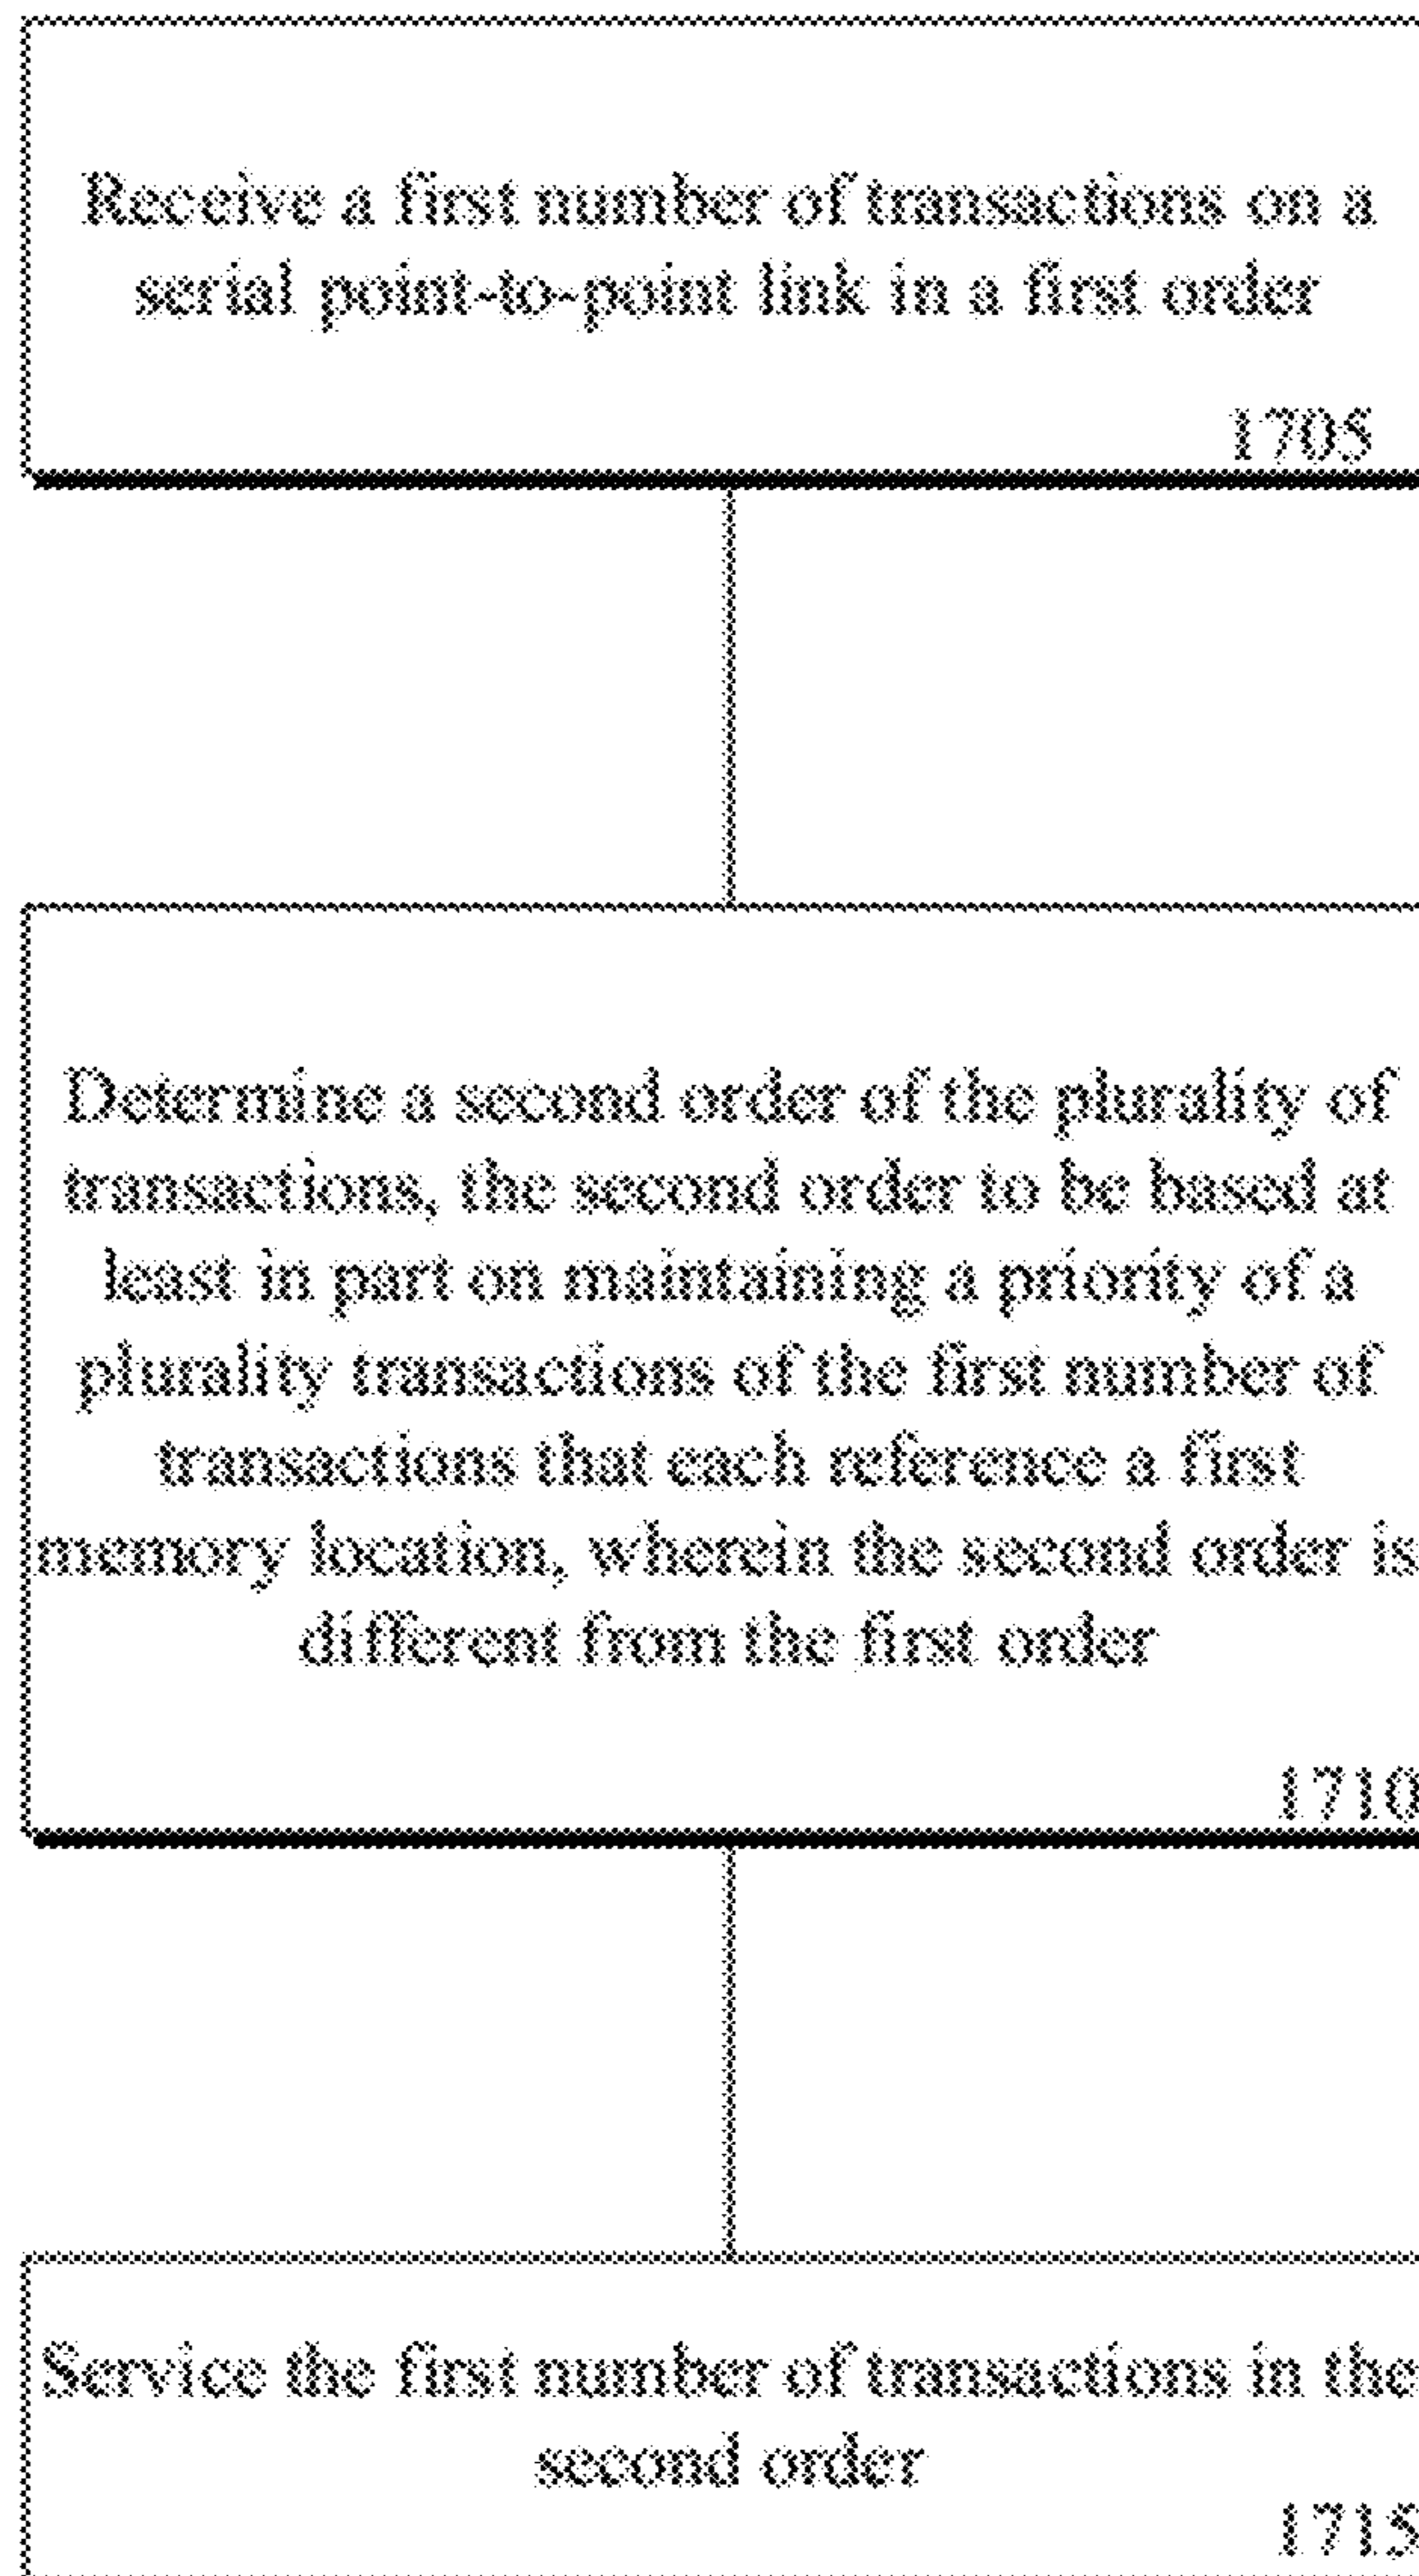 Receive a first number of transactions on a
serial point-to-point link in a first order
1705
Determine a second order of the plurality of
transactions, the second order to be based at
least in part on maintaining a priority of a
plurality transactions of the first number of
transactions that each reference a first
memory location, wherein the second order is
different from the first order
1710
Service the first number of transactions in the
second order
1715